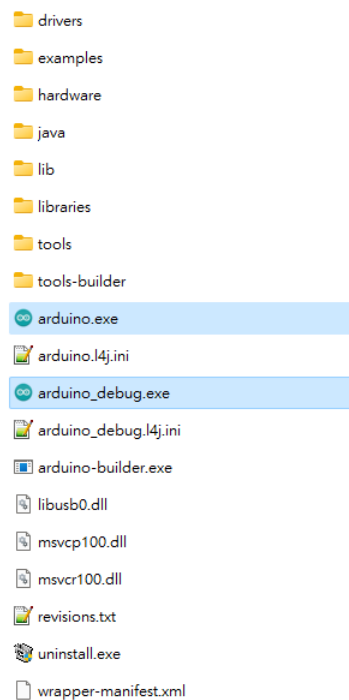 drivers
examples
hardware
java
lib
libraries
tools
tools-builder
arduino.exe
arduino.l4j.ini
arduino_debug.exe
arduino_debug.l4j.ini
arduino-builder.exe
libusb0.dll
msvcp100.dll
msvcr100.dll
revisions.txt
uninstall.exe
wrapper-manifest.xml